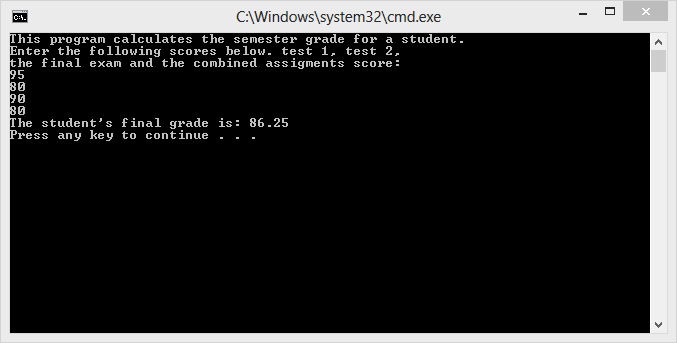 C:\Windows\system32\cmd.exe
This program calculates the semester grade for a student.
Enter the following scores below. test 1, test 2,
the final exam and the combined assigments score:
95
80
90
80
The student's final grade is: 86.25
Press any key to continue . . .